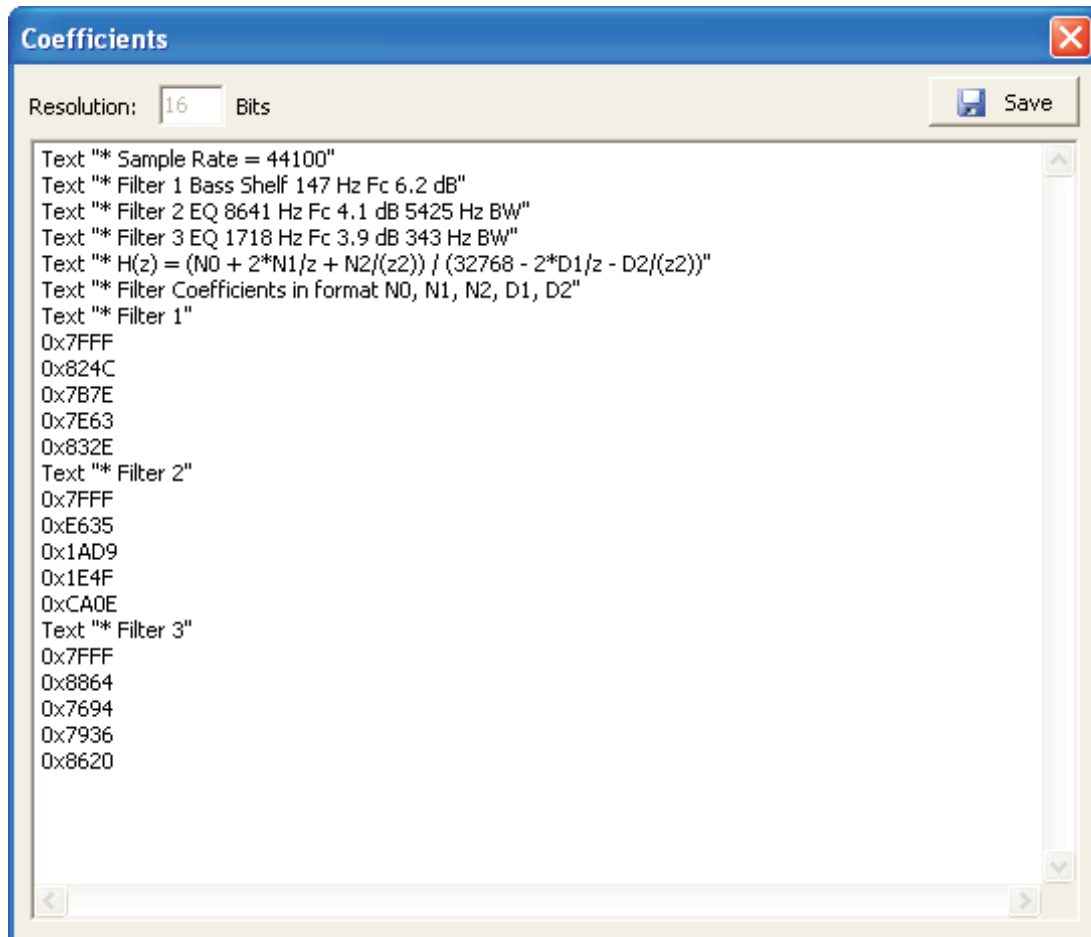 Coefficients
Resolution: 16 Bits Save
Text "* Sample Rate = 44100"
Text "* Filter 1 Bass Shelf 147 Hz Fc 6.2 dB"
Text "* Filter 2 EQ 8641 Hz Fc 4.1 dB 5425 Hz BW"
Text "* Filter 3 EQ 1718 Hz Fc 3.9 dB 343 Hz BW"
Text "* H(z) = (N0 + 2*N1/z + N2/(z2)) / (32768 - 2*D1/z - D2/(z2))"
Text "* Filter Coefficients in format N0, N1, N2, D1, D2"
Text "* Filter 1"
0x7FFF
0x824C
0x7B7E
0x7E63
0x832E
Text "* Filter 2"
0x7FFF
0xE635
0x1AD9
0x1E4F
0xCA0E
Text "* Filter 3"
0x7FFF
0x8864
0x7694
0x7936
0x8620